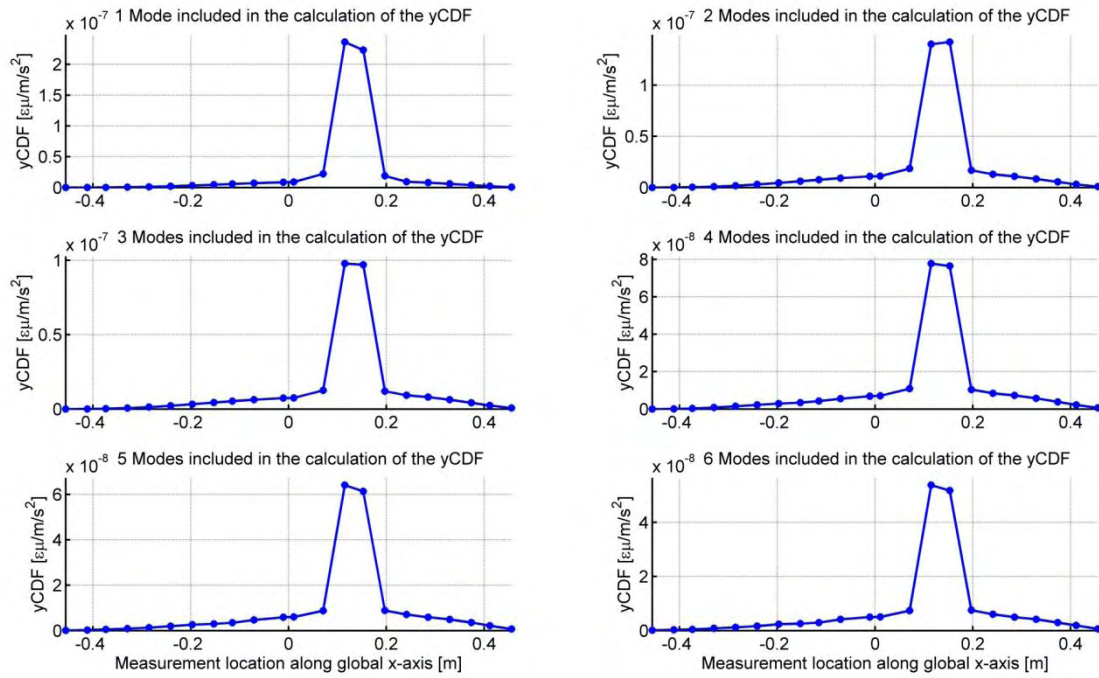 x 10⁻⁷ 1 Mode included in the calculation of the yCDF
yCDF [εμ/m/s²]
2
1.5
1
0.5
0
-0.4 -0.2 0 0.2 0.4
x 10⁻⁷ 2 Modes included in the calculation of the yCDF
yCDF [εμ/m/s²]
1
0.5
0
-0.4 -0.2 0 0.2 0.4
x 10⁻⁷ 3 Modes included in the calculation of the yCDF
yCDF [εμ/m/s²]
1
0.5
0
-0.4 -0.2 0 0.2 0.4
x 10⁻⁸ 4 Modes included in the calculation of the yCDF
yCDF [εμ/m/s²]
8
6
4
2
0
-0.4 -0.2 0 0.2 0.4
x 10⁻⁸ 5 Modes included in the calculation of the yCDF
yCDF [εμ/m/s²]
6
4
2
0
-0.4 -0.2 0 0.2 0.4
Measurement location along global x-axis [m]
x 10⁻⁸ 6 Modes included in the calculation of the yCDF
yCDF [εμ/m/s²]
4
2
0
-0.4 -0.2 0 0.2 0.4
Measurement location along global x-axis [m]